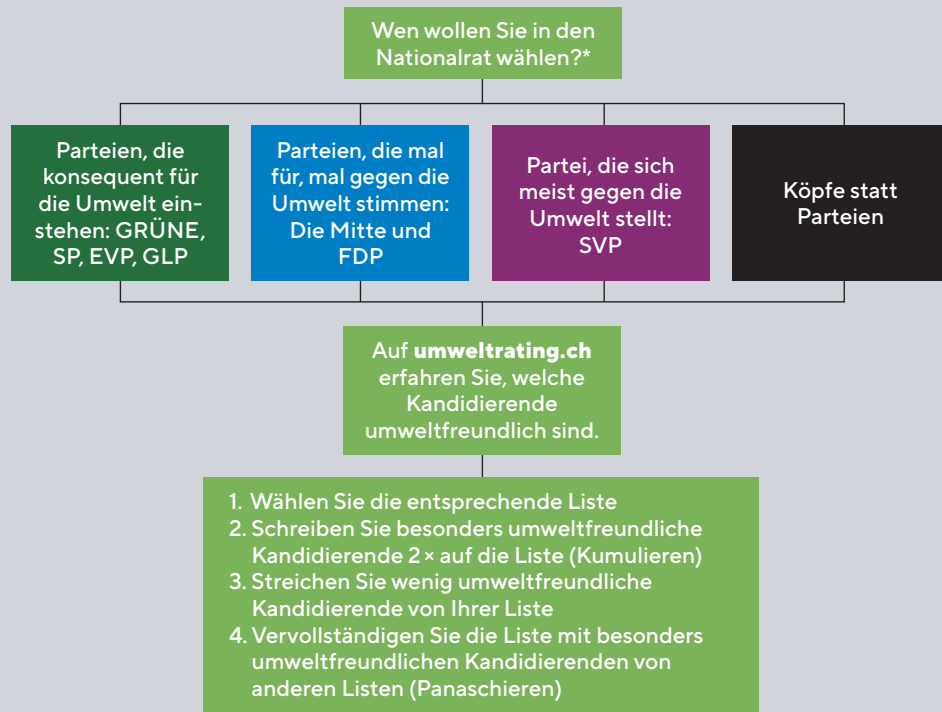 Wen wollen Sie in den
Nationalrat wählen?*
Parteien, die
konsequent für
die Umwelt ein-
stehen: GRÜNE,
SP, EVP, GLP
Parteien, die mal
für, mal gegen die
Umwelt stimmen:
Die Mitte und
FDP
Partei, die sich
meist gegen die
Umwelt stellt:
SVP
Köpfe statt
Parteien
Auf umweltrating.ch
erfahren Sie, welche
Kandidierende
umweltfreundlich sind.
1. Wählen Sie die entsprechende Liste
2. Schreiben Sie besonders umweltfreundliche
Kandidierende 2 × auf die Liste (Kumulieren)
3. Streichen Sie wenig umweltfreundliche
Kandidierende von Ihrer Liste
4. Vervollständigen Sie die Liste mit besonders
umweltfreundlichen Kandidierenden von
anderen Listen (Panaschieren)